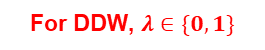 For DDW, λ ∈ {0, 1}